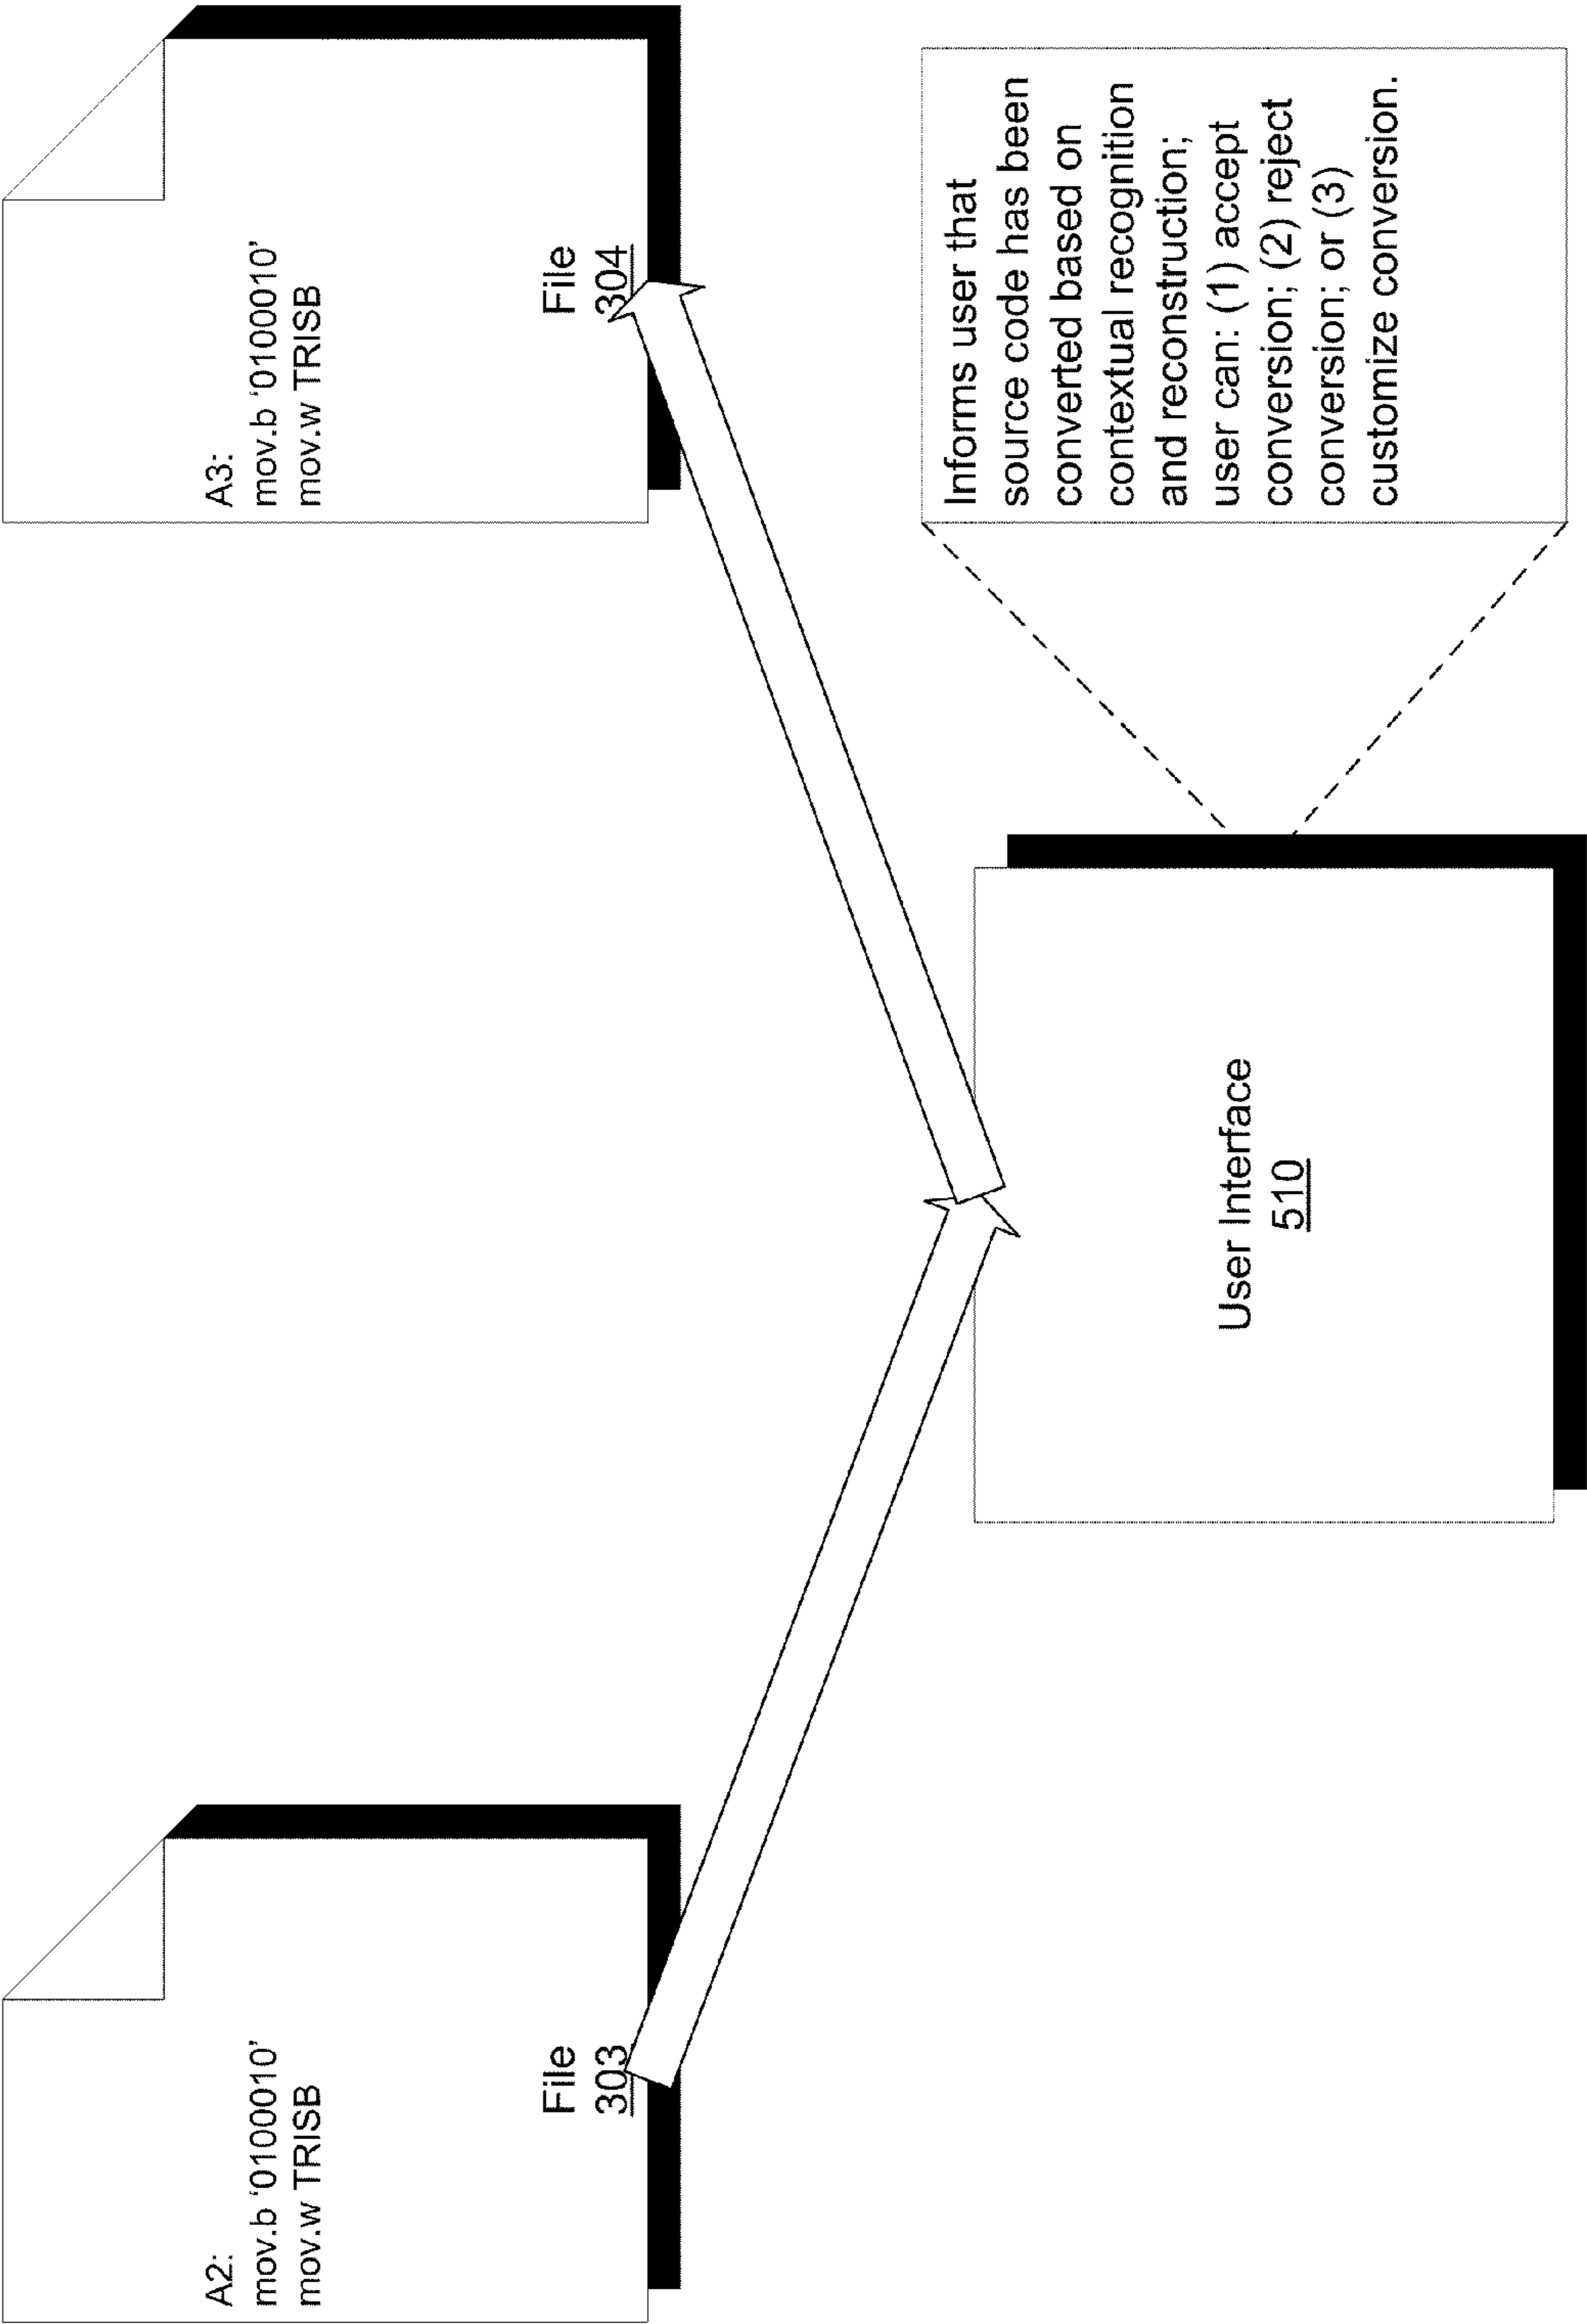 A2:
mov.b ‘0100010’
mov.w TRISB
File
303
A3:
mov.b ‘0100010’
mov.w TRISB
File
304
User Interface
510
Informs user that
source code has been
converted based on
contextual recognition
and reconstruction;
user can: (1) accept
conversion; (2) reject
conversion; or (3)
customize conversion.